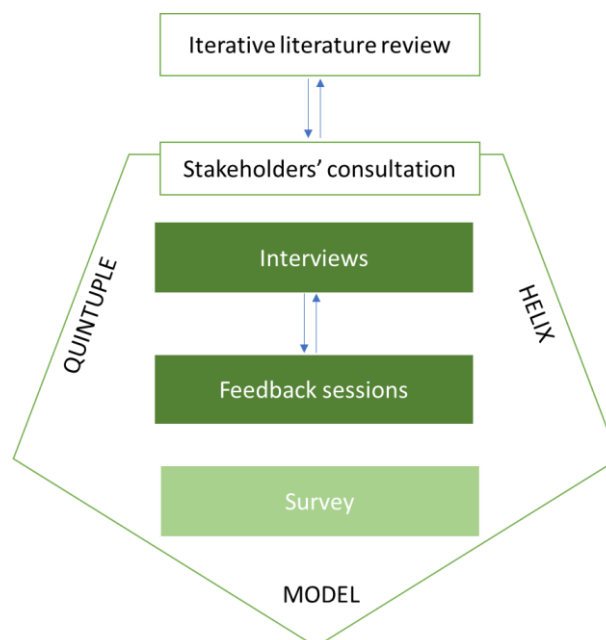 Iterative literature review
Stakeholders' consultation
Interviews
QUINTUPLE
HELIX
Feedback sessions
Survey
MODEL